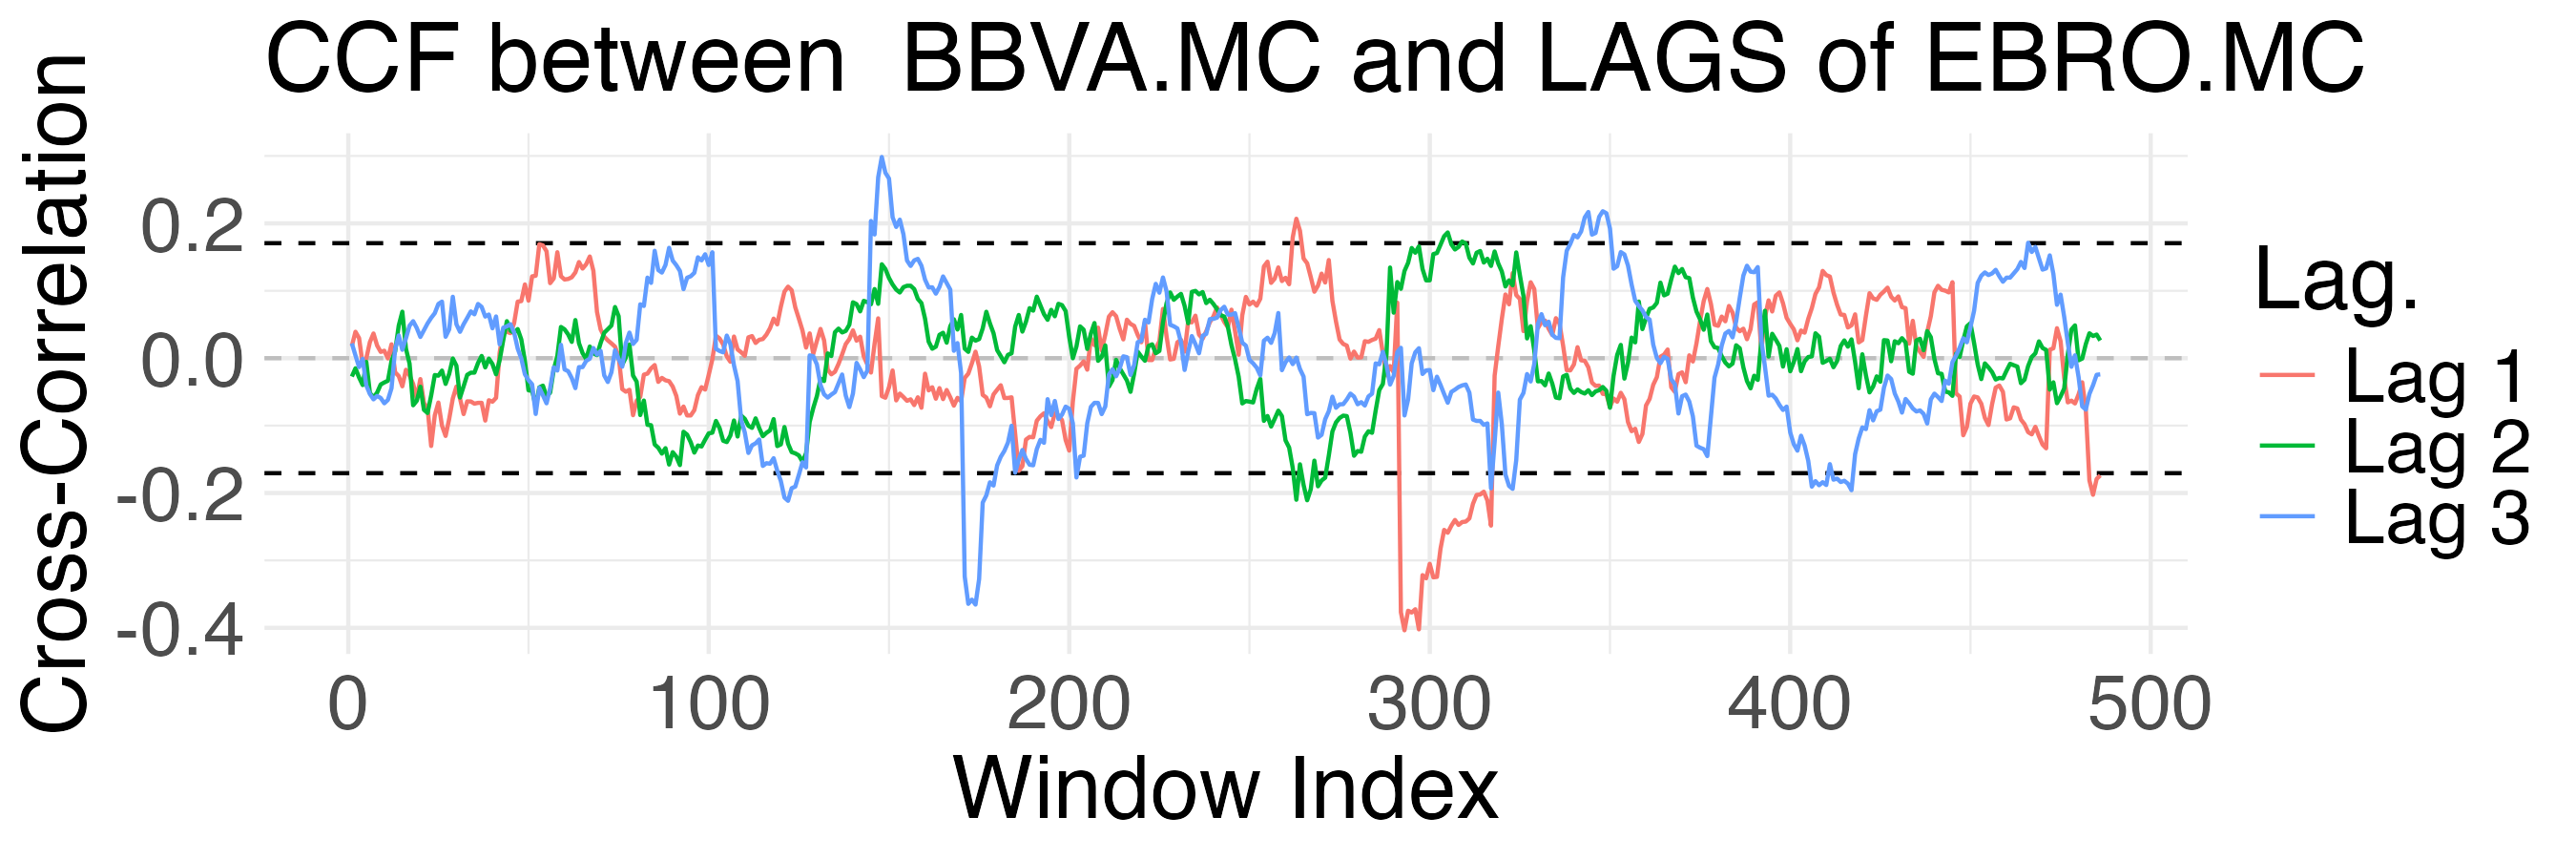 CCF between  BBVA.MC and LAGS of EBRO.MC
Cross-Correlation
0.2
0.0
-0.2
-0.4
0 100 200 300 400 500
Window Index
Lag.
Lag 1
Lag 2
Lag 3